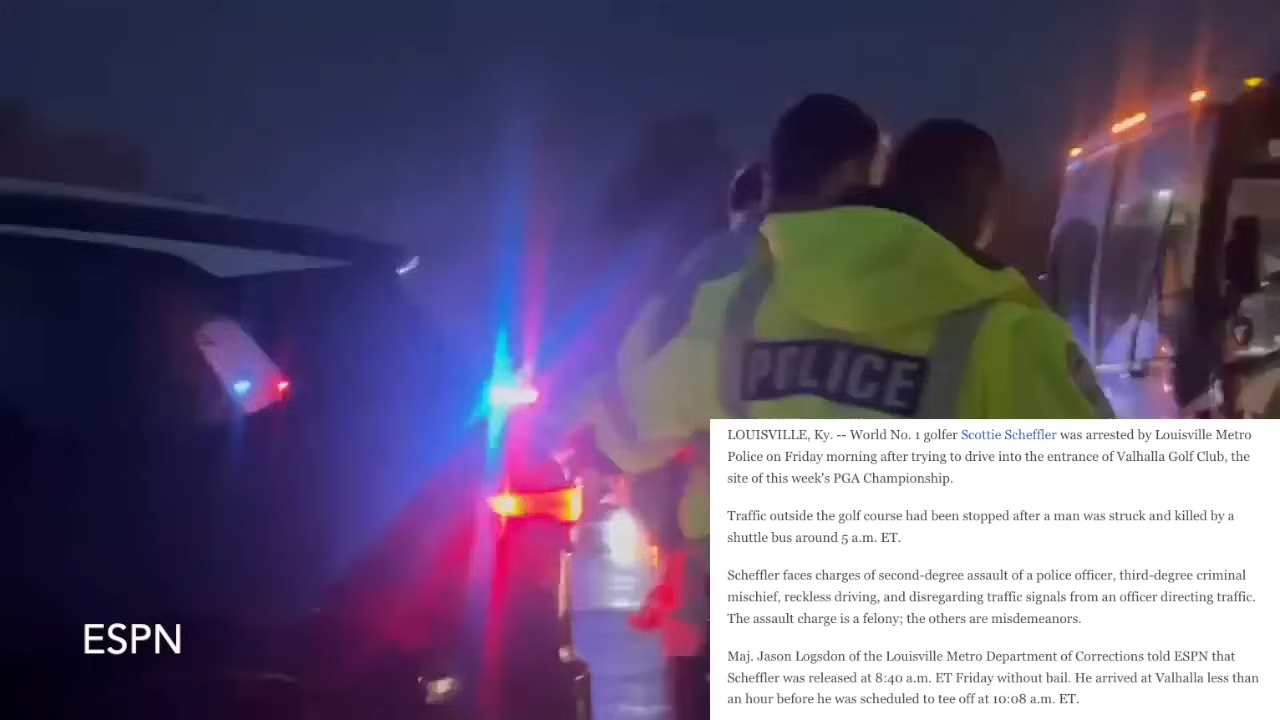 POLICE
LOUISVILLE, Ky. -- World No. 1 golfer Scottie Scheffler was arrested by Louisville Metro
Police on Friday morning after trying to drive into the entrance of Valhalla Golf Club, the
site of this week's PGA Championship.
Traffic outside the golf course had been stopped after a man was struck and killed by a
shuttle bus around 5 a.m. ET.
Scheffler faces charges of second-degree assault of a police officer, third-degree criminal
mischief, reckless driving, and disregarding traffic signals from an officer directing traffic.
The assault charge is a felony; the others are misdemeanors.
Maj. Jason Logsdon of the Louisville Metro Department of Corrections told ESPN that
Scheffler was released at 8:40 a.m. ET Friday without bail. He arrived at Valhalla less than
an hour before he was scheduled to tee off at 10:08 a.m. ET.
ESPN